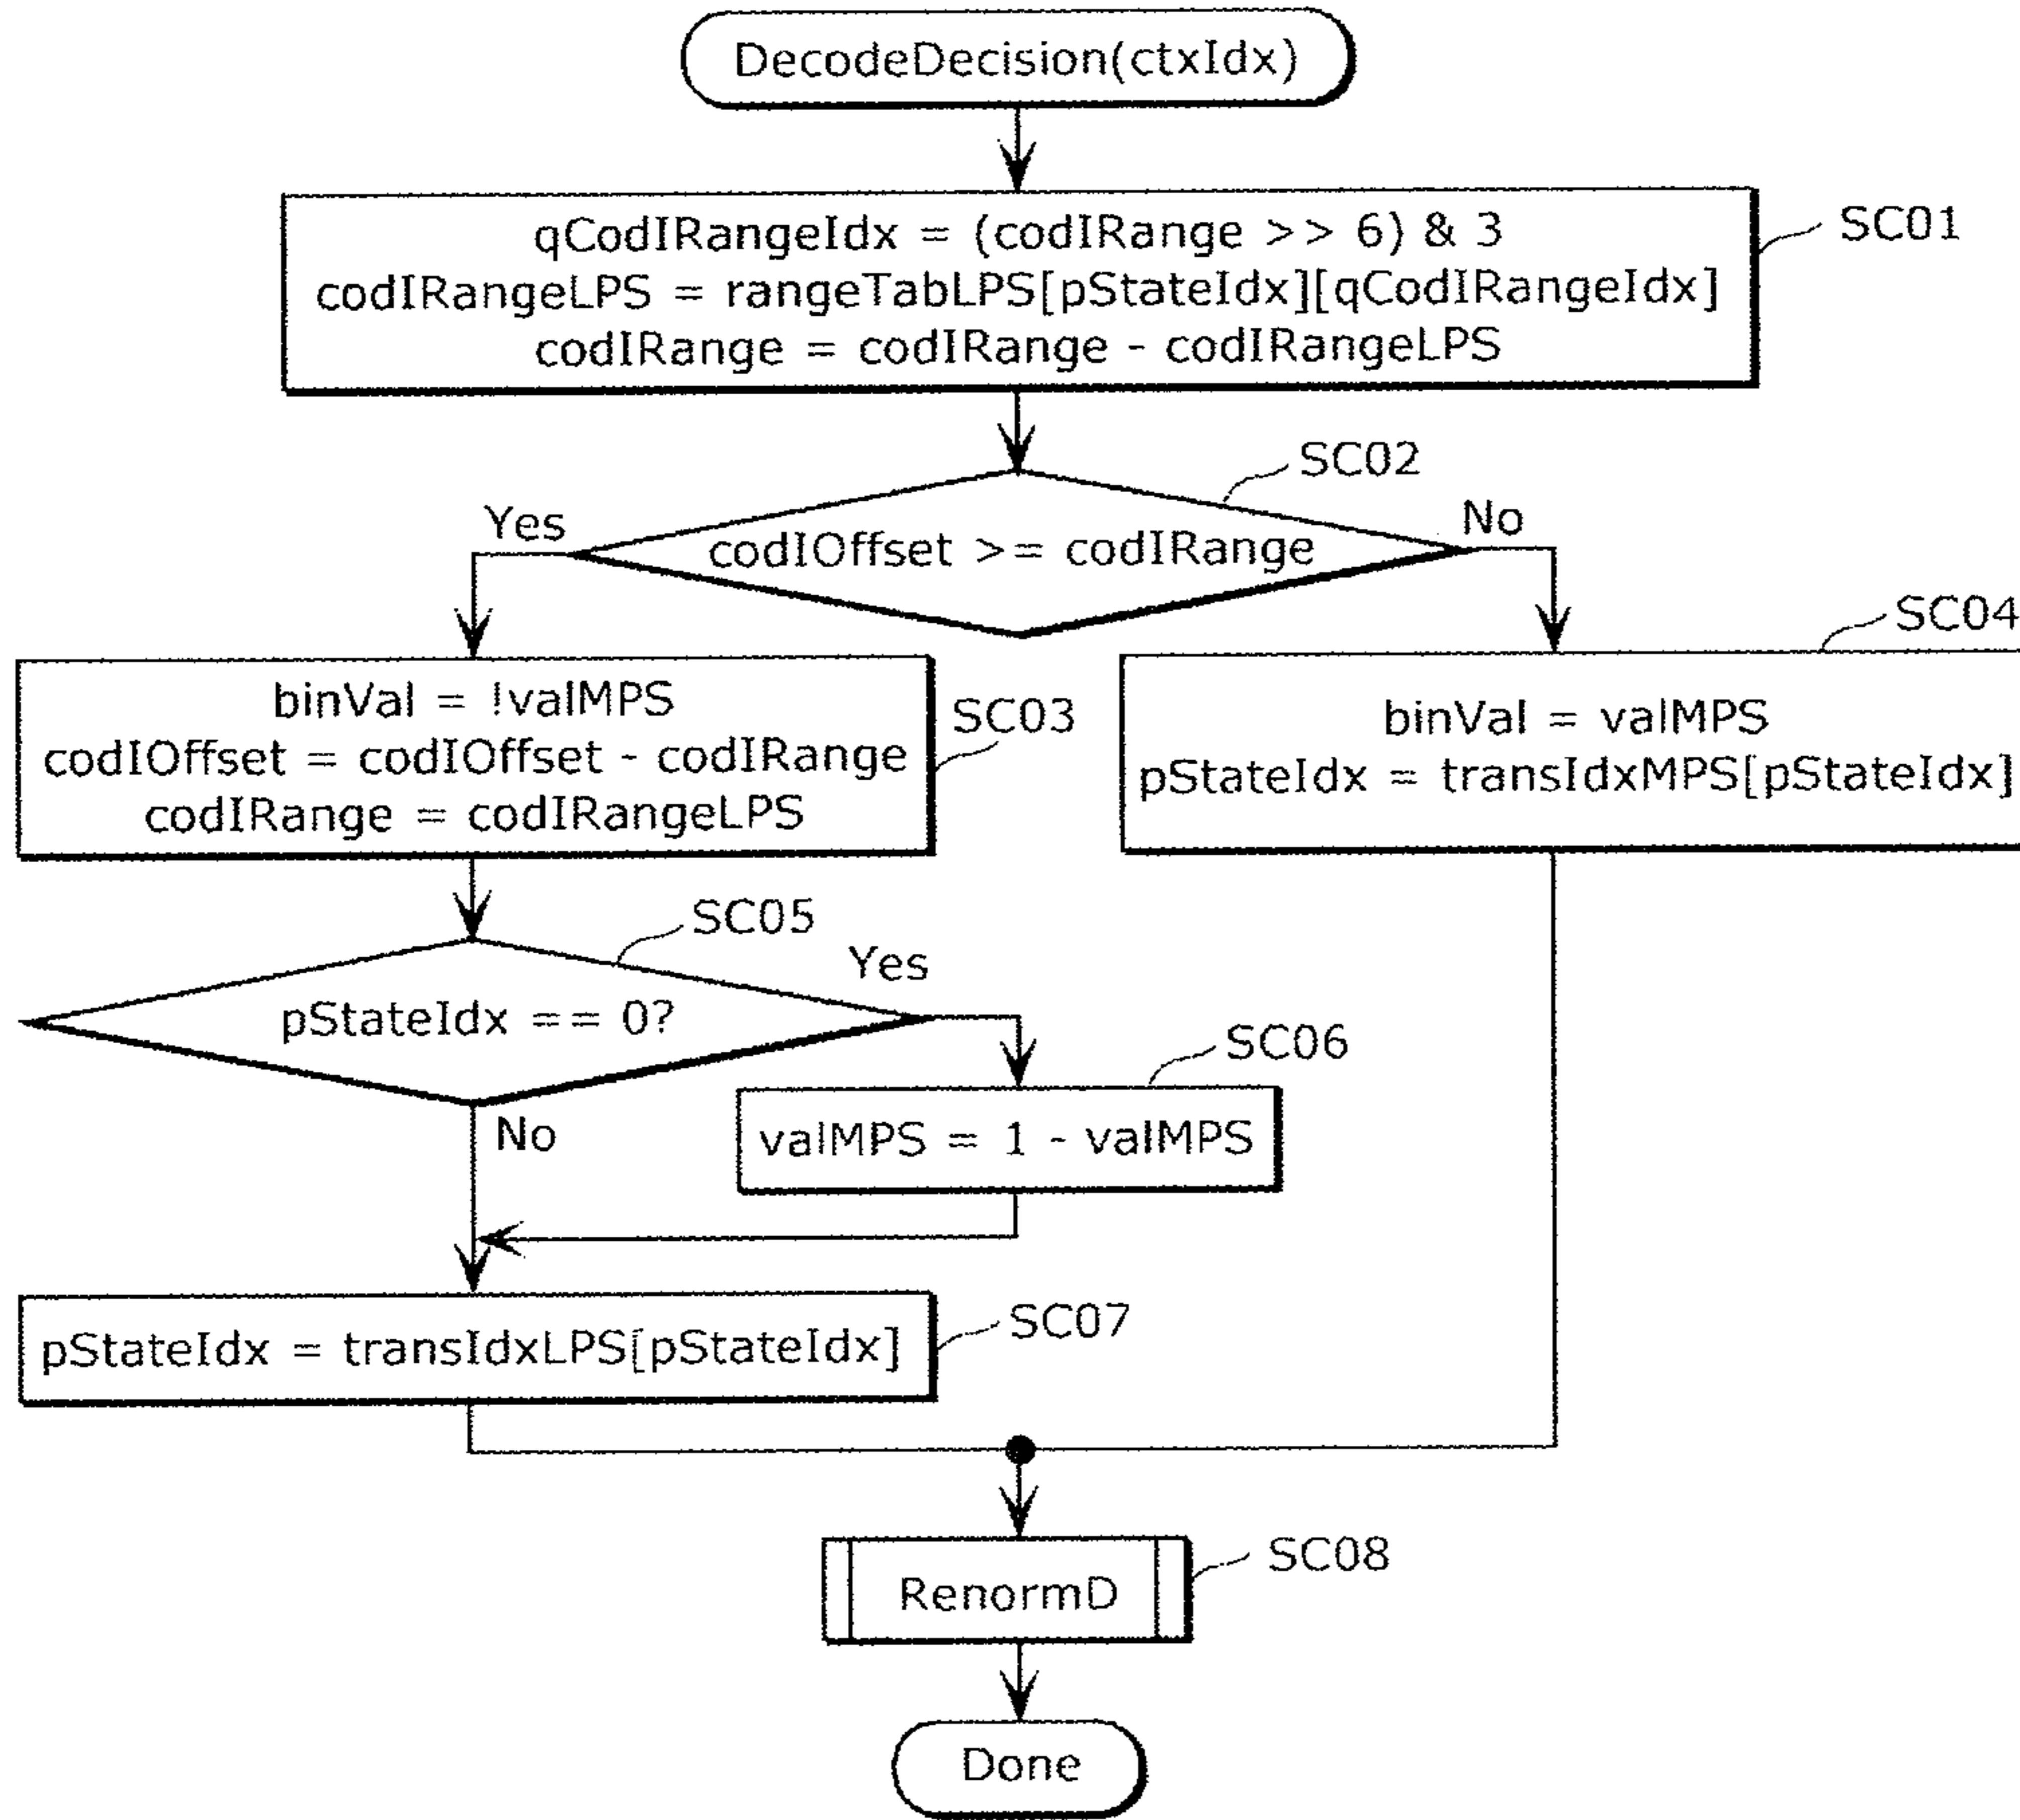 DecodeDecision(ctxIdx)
qCodIRangeIdx = (codIRange >> 6) & 3
codIRangeLPS = rangeTabLPS[pStateIdx][qCodIRangeIdx]
codIRange = codIRange - codIRangeLPS
SC01
SC02
Yes
No
codIOffset >= codIRange
SC03
binVal = !valMPS
codIOffset = codIOffset - codIRange
codIRange = codIRangeLPS
SC04
binVal = valMPS
pStateIdx = transIdxMPS[pStateIdx]
SC05
Yes
pStateIdx == 0?
No
SC06
valMPS = 1 - valMPS
pStateIdx = transIdxLPS[pStateIdx]
SC07
RenormD
SC08
Done